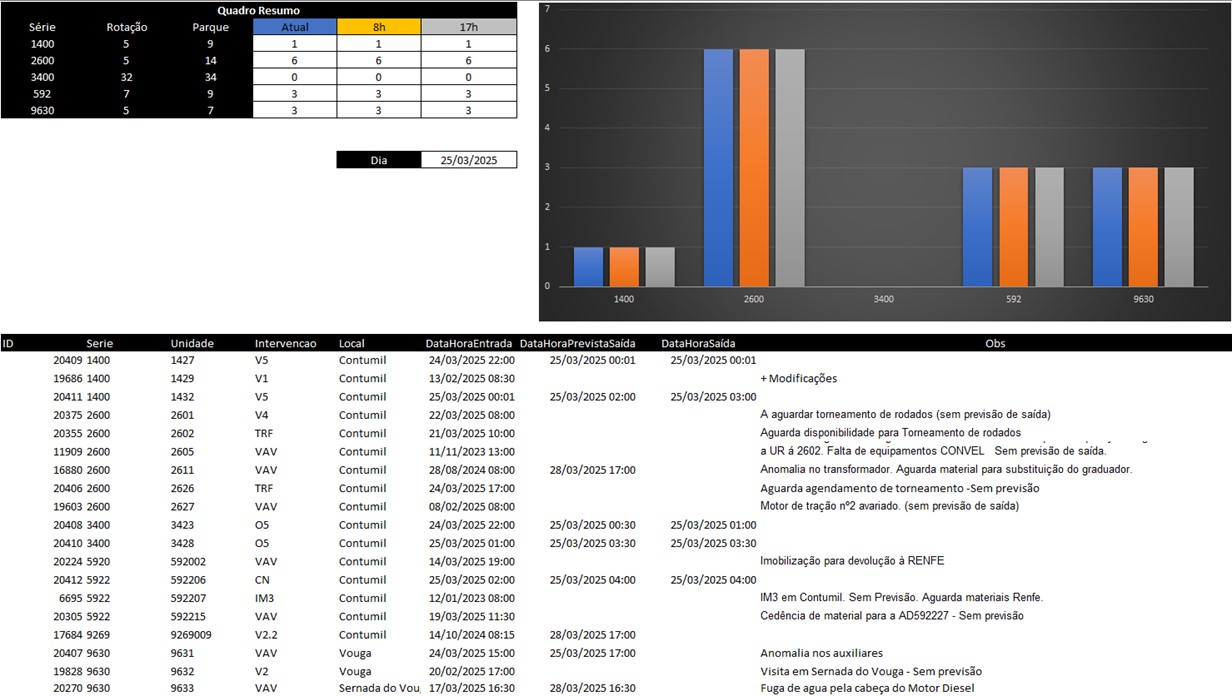 Quadro Resumo
Série Rotação Parque Atual 8h 17h
1400 5 9 1 1 1
2600 5 14 6 6 6
3400 32 34 0 0 0
592 7 9 3 3 3
9630 5 7 3 3 3
Dia 25/03/2025
7
6
5
4
3
2
1
0
1400 2600 3400 592 9630
ID Serie Unidade Intervencao Local DataHoraEntrada DataHoraPrevistaSaída DataHoraSaída Obs
20409 1400 1427 V5 Contumil 24/03/2025 22:00 25/03/2025 00:01 25/03/2025 00:01
19686 1400 1429 V1 Contumil 13/02/2025 08:30 + Modificações
20411 1400 1432 V5 Contumil 25/03/2025 00:01 25/03/2025 02:00 25/03/2025 03:00
20375 2600 2601 V4 Contumil 22/03/2025 08:00 A aguardar torneamento de rodados (sem previsão de saída)
20355 2600 2602 TRF Contumil 21/03/2025 10:00 Aguarda disponibilidade para Torneamento de rodados
11909 2600 2605 VAV Contumil 11/11/2023 13:00 a UR á 2602. Falta de equipamentos CONVEL Sem previsão de saída.
16880 2600 2611 VAV Contumil 28/08/2024 08:00 28/03/2025 17:00 Anomalia no transformador. Aguarda material para substituição do graduador.
20406 2600 2626 TRF Contumil 24/03/2025 17:00 Aguarda agendamento de torneamento -Sem previsão
19603 2600 2627 VAV Contumil 08/02/2025 08:00 Motor de tração nº2 avariado. (sem previsão de saída)
20408 3400 3423 O5 Contumil 24/03/2025 22:00 25/03/2025 00:30 25/03/2025 01:00
20410 3400 3428 O5 Contumil 25/03/2025 01:00 25/03/2025 03:30 25/03/2025 03:30
20224 5920 592002 VAV Contumil 14/03/2025 19:00 Imobilização para devolução à RENFE
20412 5922 592206 CN Contumil 25/03/2025 02:00 25/03/2025 04:00 25/03/2025 04:00
6695 5922 592207 IM3 Contumil 12/01/2023 08:00 IM3 em Contumil. Sem Previsão. Aguarda materiais Renfe.
20305 5922 592215 VAV Contumil 19/03/2025 11:30 Cedência de material para a AD592227 - Sem previsão
17684 9269 9269009 V2.2 Contumil 14/10/2024 08:15 28/03/2025 17:00
20407 9630 9631 VAV Vouga 24/03/2025 15:00 25/03/2025 17:00 Anomalia nos auxiliares
19828 9630 9632 V2 Vouga 20/02/2025 17:00 Visita em Sernada do Vouga - Sem previsão
20270 9630 9633 VAV Sernada do Vou 17/03/2025 16:30 28/03/2025 16:30 Fuga de agua pela cabeça do Motor Diesel